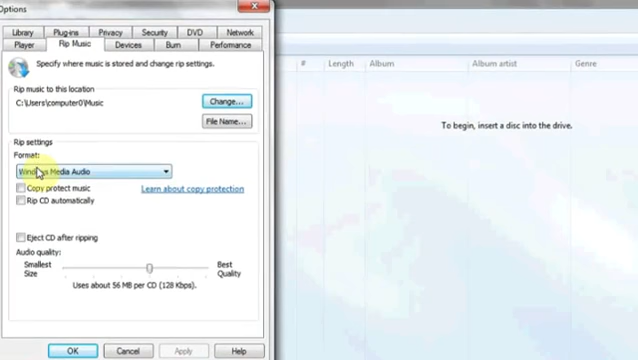 Options
Library Plug-ins Privacy Security DVD Network
Player Rip Music Devices Burn Performance
Specify where music is stored and change rip settings.
Rip music to this location
C:\Users\computer0\Music
Change...
File Name...
Rip settings
Format:
Windows Media Audio
Copy protect music
Learn about copy protection
Rip CD automatically
Eject CD after ripping
Audio quality:
Smallest Size
Best Quality
Uses about 56 MB per CD (128 Kbps).
OK Cancel Apply Help
# Length Album Album artist Genre
To begin, insert a disc into the drive.